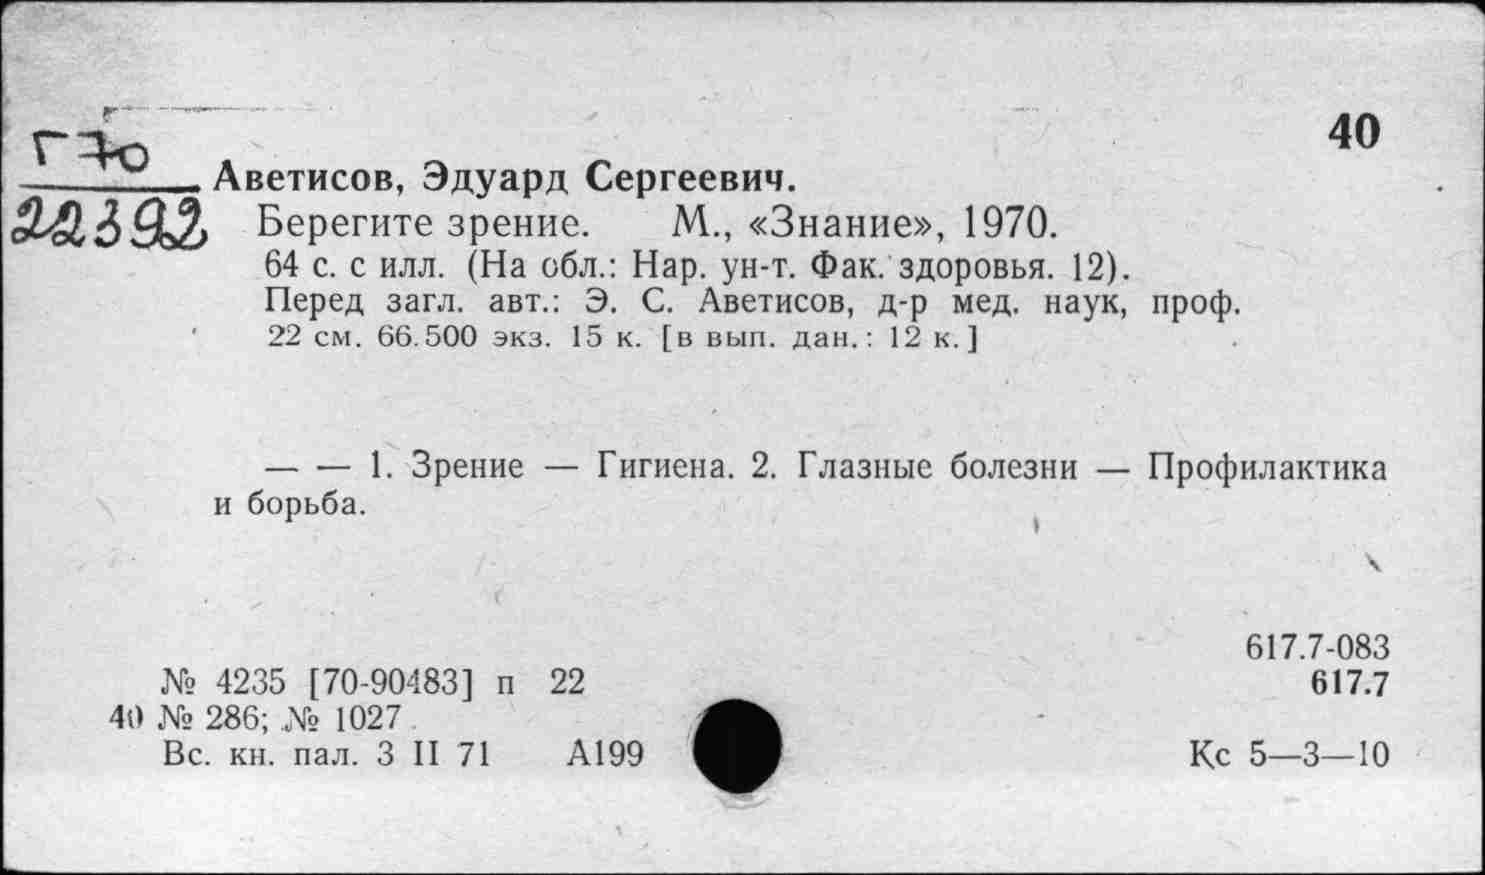 40
Аветисов, Эдуард Сергеевич.
22392 Берегите зрение. М., «Знание», 1970.
64 с. с илл. (На обл.: Нар. ун-т. Фак. здоровья. 12).
Перед загл. авт.: Э. С. Аветисов, д-р мед. наук, проф.
22 см. 66.500 экз. 15 к. [в вып. дан.: 12 к.]
— — 1. Зрение — Гигиена. 2. Глазные болезни — Профилактика
и борьба.
617.7-083
№ 4235 [70-90483] п 22 617.7
40 № 286; № 1027
Вс. кн. пал. 3 II 71 А199 Кс 5—3—10